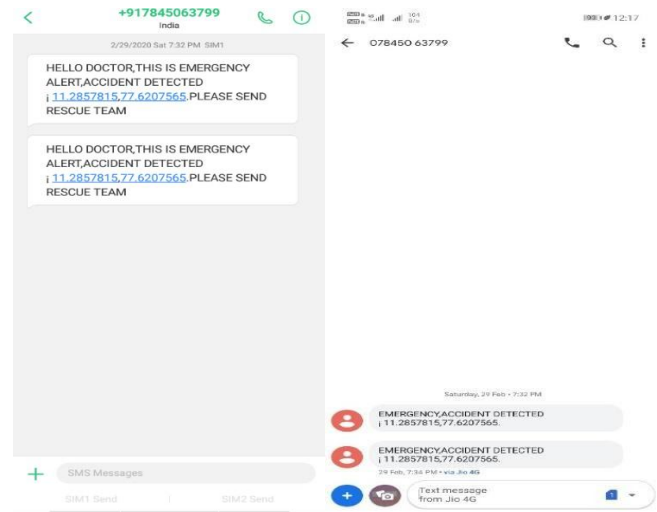 +917845063799
India
2/29/2020 Sat 7:32 PM SIM1
HELLO DOCTOR,THIS IS EMERGENCY
ALERT,ACCIDENT DETECTED
¡ 11.2857815,77.6207565.PLEASE SEND
RESCUE TEAM
HELLO DOCTOR,THIS IS EMERGENCY
ALERT,ACCIDENT DETECTED
¡ 11.2857815,77.6207565.PLEASE SEND
RESCUE TEAM
SMS Messages
SIM1 Send
SIM2 Send
12:17
078450 63799
Saturday, 29 Feb • 7:32 PM
EMERGENCY,ACCIDENT DETECTED
¡ 11.2857815,77.6207565.
EMERGENCY,ACCIDENT DETECTED
¡ 11.2857815,77.6207565.
29 Feb, 7:34 PM • via Jio 4G
Text message
from Jio 4G
1